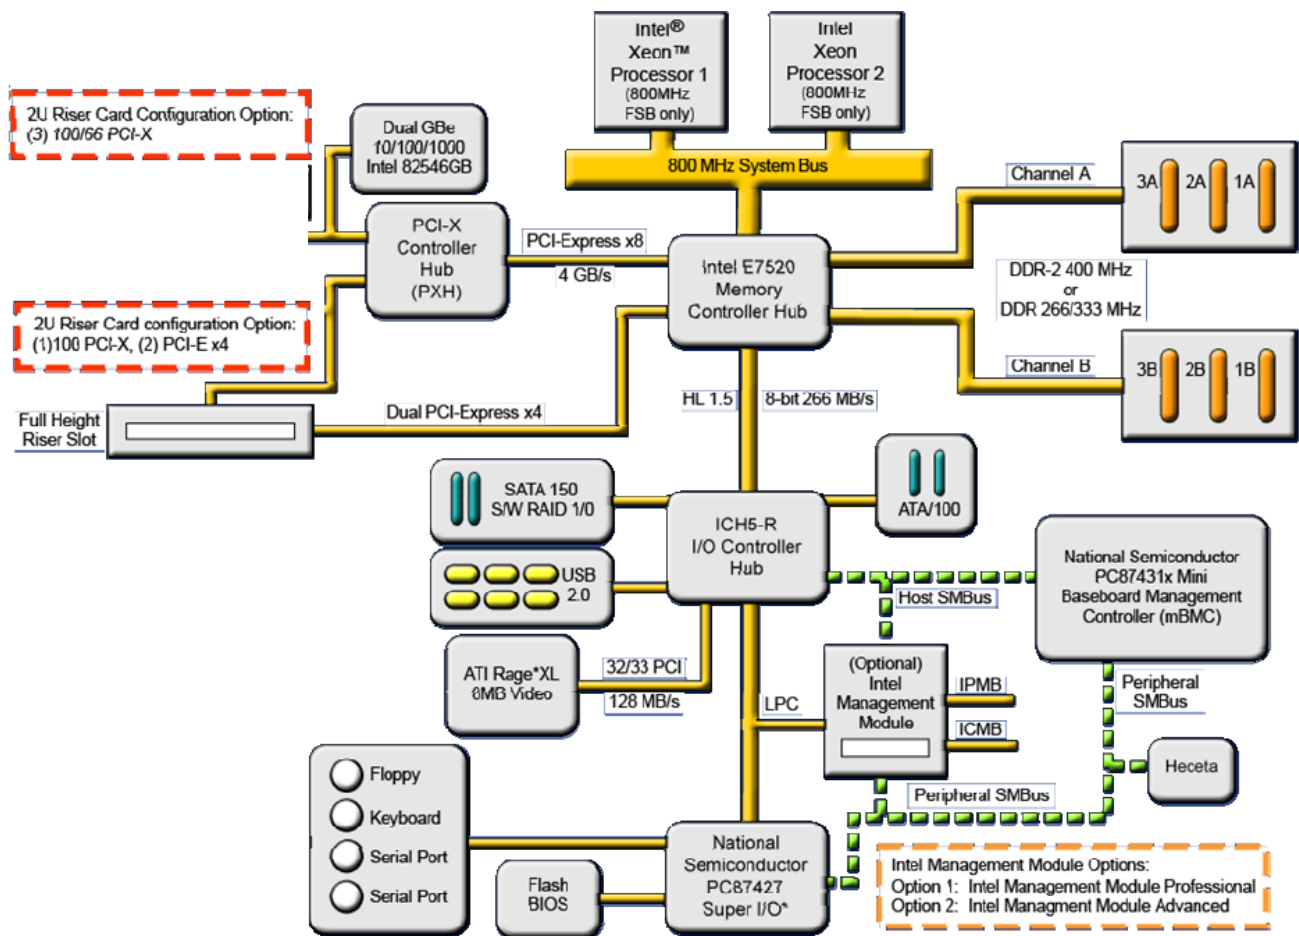 Intel®
Xeon™
Processor 1
(800MHz
FSB only)
Intel
Xeon
Processor 2
(800MHz
FSB only)
2U Riser Card Configuration Option:
(3) 100/66 PCI-X
Dual GBe
10/100/1000
Intel 82546GB
800 MHz System Bus
Channel A
3A 2A 1A
PCI-X
Controller
Hub
(PXH)
PCI-Express x8
4 GB/s
Intel E7520
Memory
Controller Hub
DDR-2 400 MHz
or
DDR 266/333 MHz
2U Riser Card configuration Option:
(1)100 PCI-X, (2) PCI-E x4
Channel B
3B 2B 1B
HL 1.5
8-bit 266 MB/s
Full Height
Riser Slot
Dual PCI-Express x4
SATA 150
S/W RAID 1/0
ICH5-R
I/O Controller
Hub
ATA/100
USB
2.0
Host SMBus
National Semiconductor
PC87431x Mini
Baseboard Management
Controller (mBMC)
ATI Rage*XL
8MB Video
32/33 PCI
128 MB/s
LPC
(Optional)
Intel
Management
Module
IPMB
ICMB
Peripheral
SMBus
Heceta
Peripheral SMBus
Floppy
Keyboard
Serial Port
Serial Port
Flash
BIOS
National
Semiconductor
PC87427
Super I/O*
Intel Management Module Options:
Option 1: Intel Management Module Professional
Option 2: Intel Managment Module Advanced